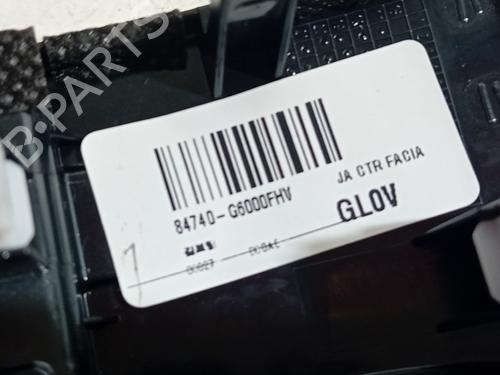 B-PARTS
84740-G6000FHV
JA CTR FACIA
GLOV